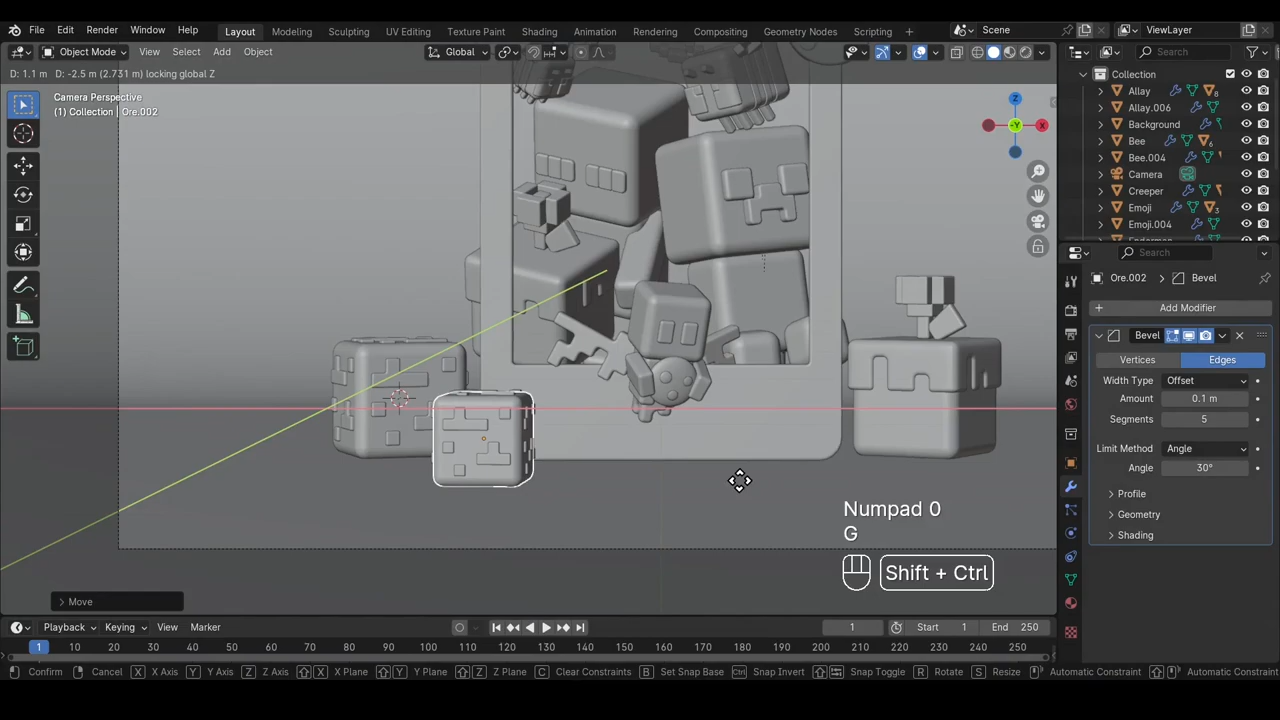 File Edit Render Window Help Layout Modeling Sculpting UV Editing Texture Paint Shading Animation Rendering Compositing Geometry Nodes Scripting + Scene ViewLayer
Object Mode View Select Add Object Global Search
D: 1.1 m D: -2.5 m (2.731 m) locking global Z
Camera Perspective
(1) Collection | Ore.002
Z
-Y
X
Collection
Allay 8
Allay.006
Background
Bee 6
Bee.004
Camera
Creeper
Emoji 3
Emoji.004
Search
Ore.002 > Bevel
+ Add Modifier
Bevel
Vertices Edges
Width Type Offset
Amount 0.1 m
Segments 5
Limit Method Angle
Angle 30°
Profile
Geometry
Shading
Numpad 0
G
Shift + Ctrl
> Move
Playback Keying View Marker 1 Start 1 End 250
1 10 20 30 40 50 60 70 80 90 100 110 120 130 140 150 160 170 180 190 200 210 220 230 240 250
Confirm Cancel X X Axis Y Y Axis Z Z Axis X X Plane Y Y Plane Z Z Plane C Clear Constraints B Set Snap Base Ctrl Snap Invert Snap Toggle R Rotate S Resize Automatic Constraint Automatic Constraint